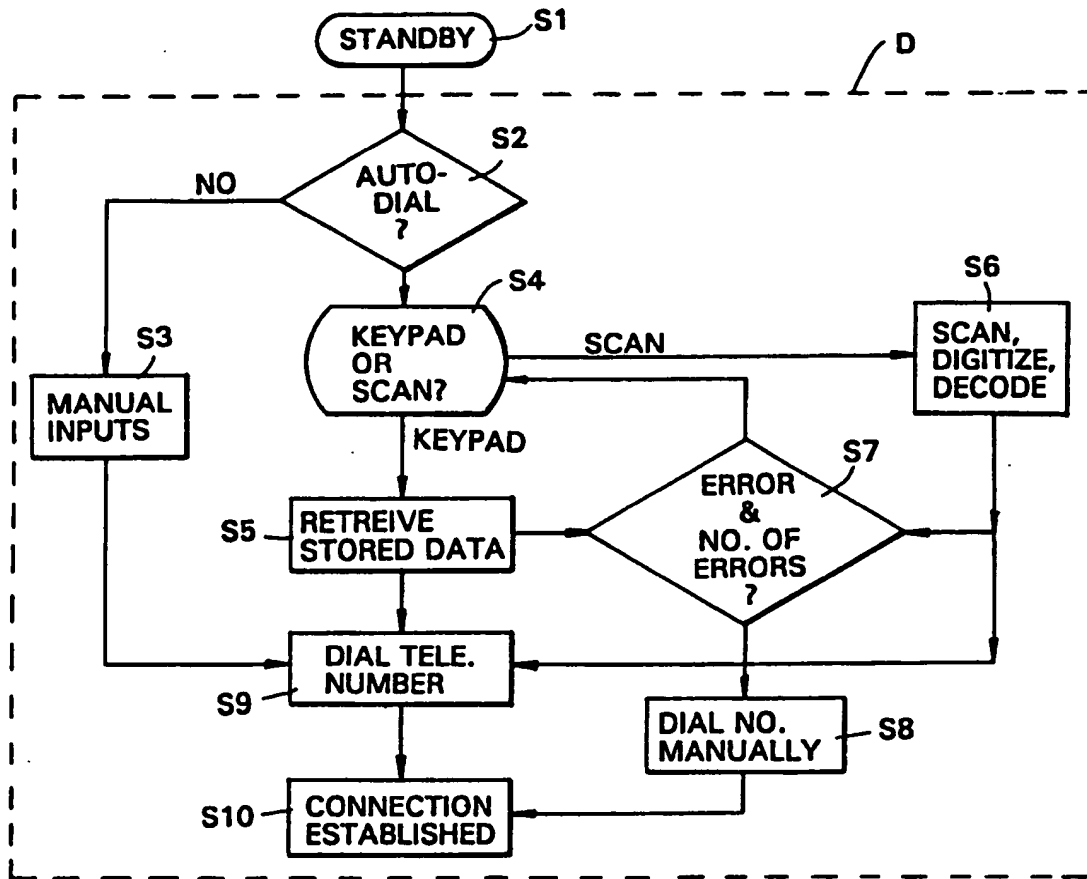 STANDBY
S1
D
S2
AUTO-
DIAL
?
NO
S4
KEYPAD
OR
SCAN?
SCAN
S6
SCAN,
DIGITIZE,
DECODE
S3
MANUAL
INPUTS
KEYPAD
S7
ERROR
&
NO. OF
ERRORS
?
S5
RETREIVE
STORED DATA
DIAL TELE.
NUMBER
S9
DIAL NO.
MANUALLY
S8
S10
CONNECTION
ESTABLISHED